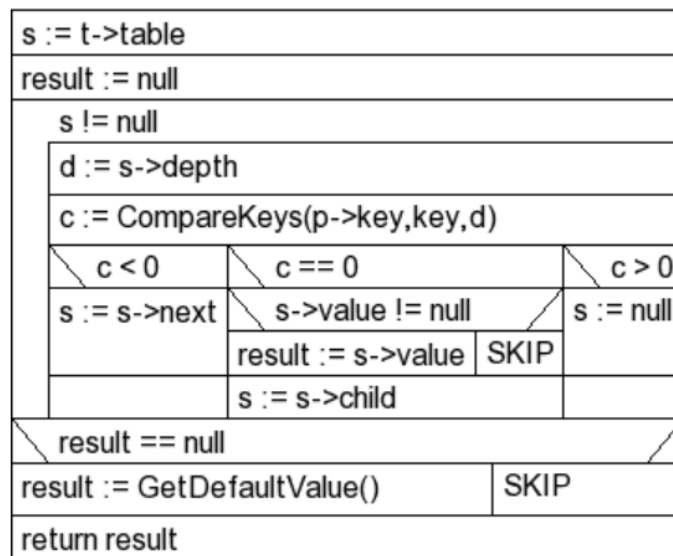 s := t->table
result := null
s != null
d := s->depth
c := CompareKeys(p->key,key,d)
c < 0 c == 0 c > 0
s := s->next s->value != null s := null
result := s->value SKIP
s := s->child
result == null
result := GetDefaultValue() SKIP
return result